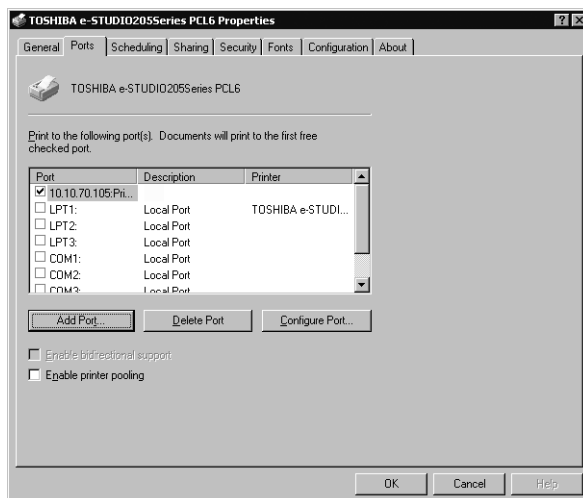 TOSHIBA e-STUDIO205Series PCL6 Properties
General Ports Scheduling Sharing Security Fonts Configuration About
TOSHIBA e-STUDIO205Series PCL6
Print to the following port(s). Documents will print to the first free
checked port.
Port Description Printer
10.10.70.105:Pri...
LPT1: Local Port TOSHIBA e-STUDI...
LPT2: Local Port
LPT3: Local Port
COM1: Local Port
COM2: Local Port
COM3: Local Port
Add Port... Delete Port Configure Port...
Enable bidirectional support
Enable printer pooling
OK Cancel Help